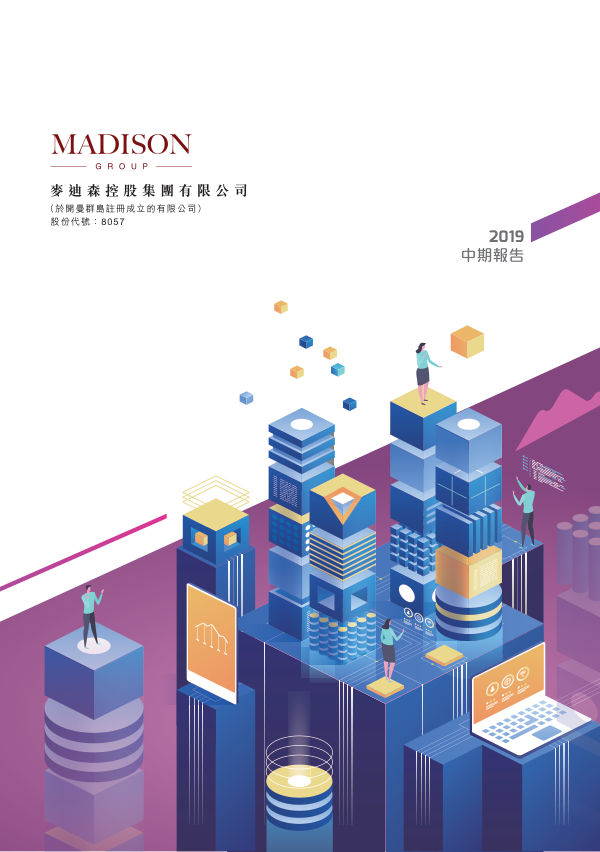 MADISON
GROUP
麥迪森控股集團有限公司
(於開曼群島註冊成立的有限公司)
股份代號：8057
2019
中期報告